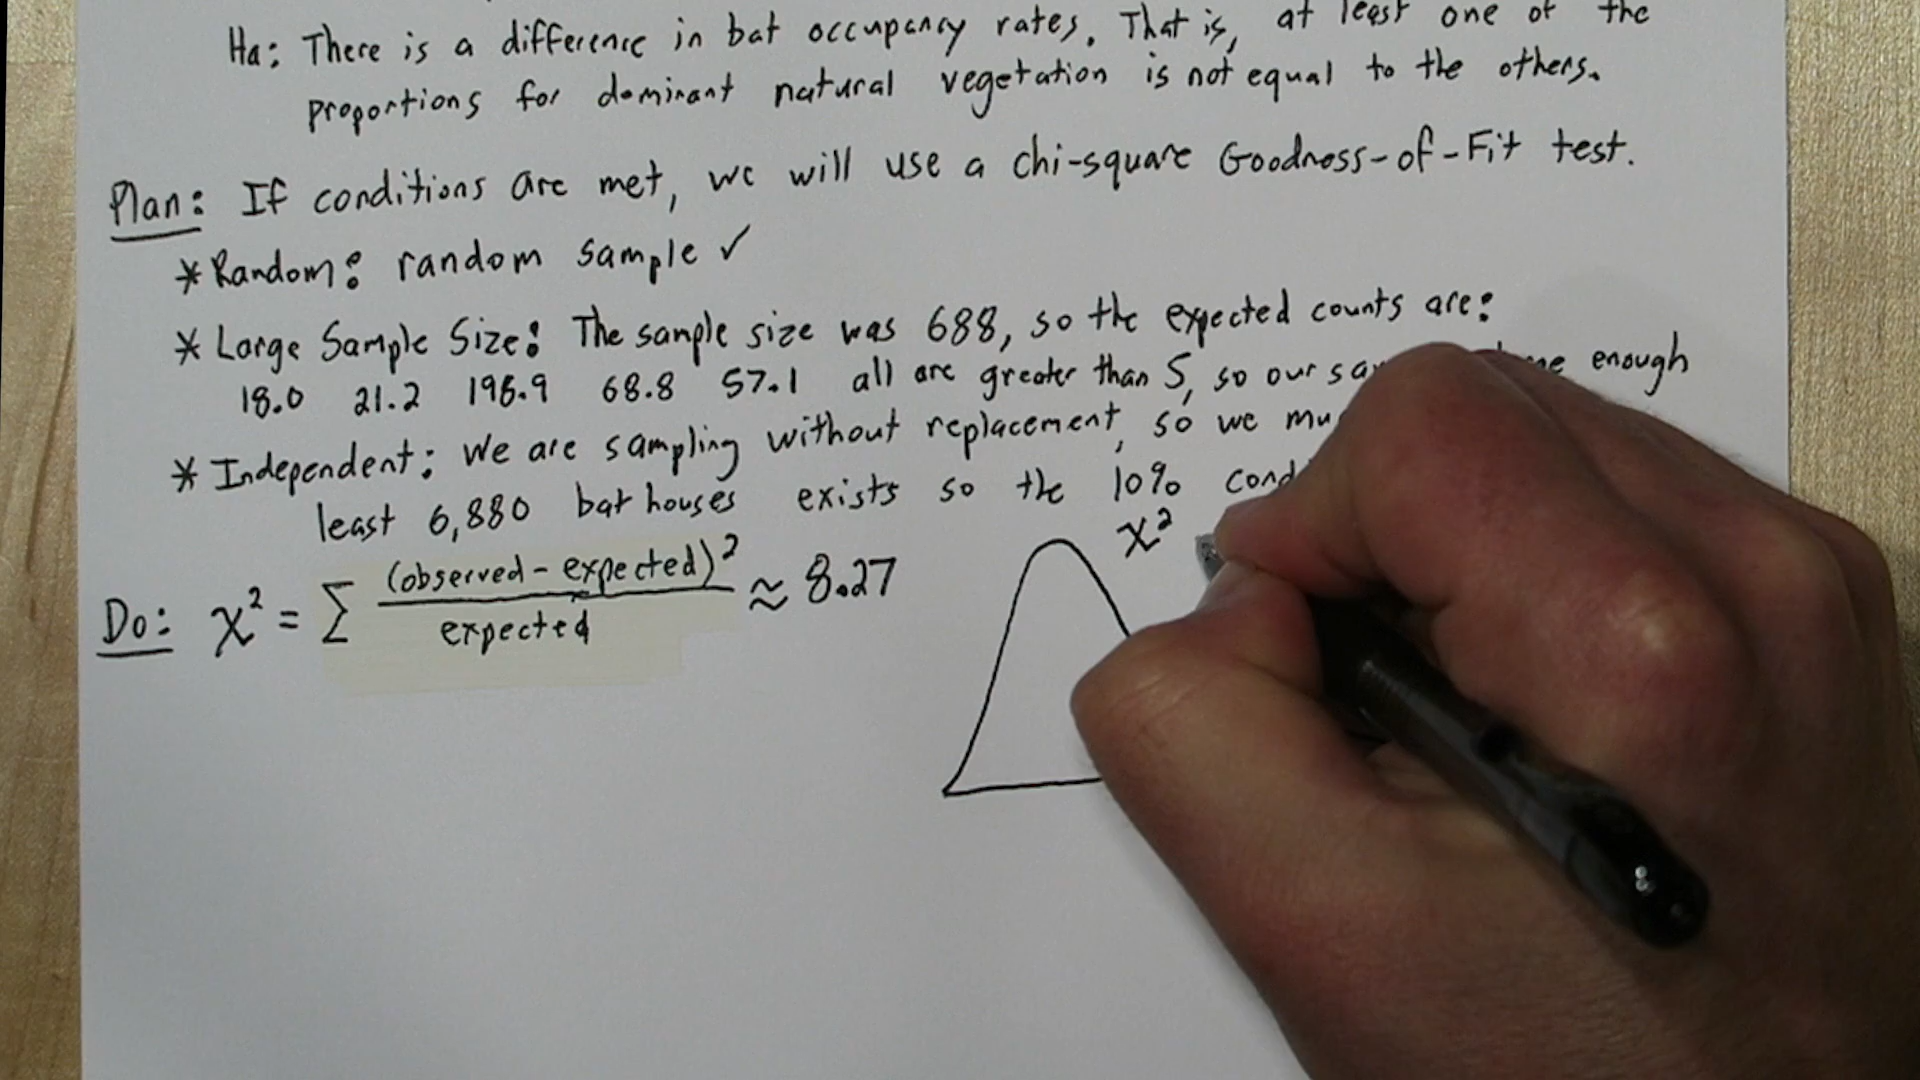 Ha: There is a difference in bat occupancy rates. That is, at least one of the
proportions for dominant natural vegetation is not equal to the others.
Plan: If conditions are met, we will use a chi-square Goodness-of-Fit test.
*Random: random sample ✓
*Large Sample Size: The sample size was 688, so the expected counts are:
18.0 21.2 198.9 68.8 57.1 all are greater than 5, so our enough
*Independent: We are sampling without replacement, so we
least 6,880 bat houses exists so the 10%
Do: χ² = Σ (observed - expected)² / expected ≈ 8.27
χ²